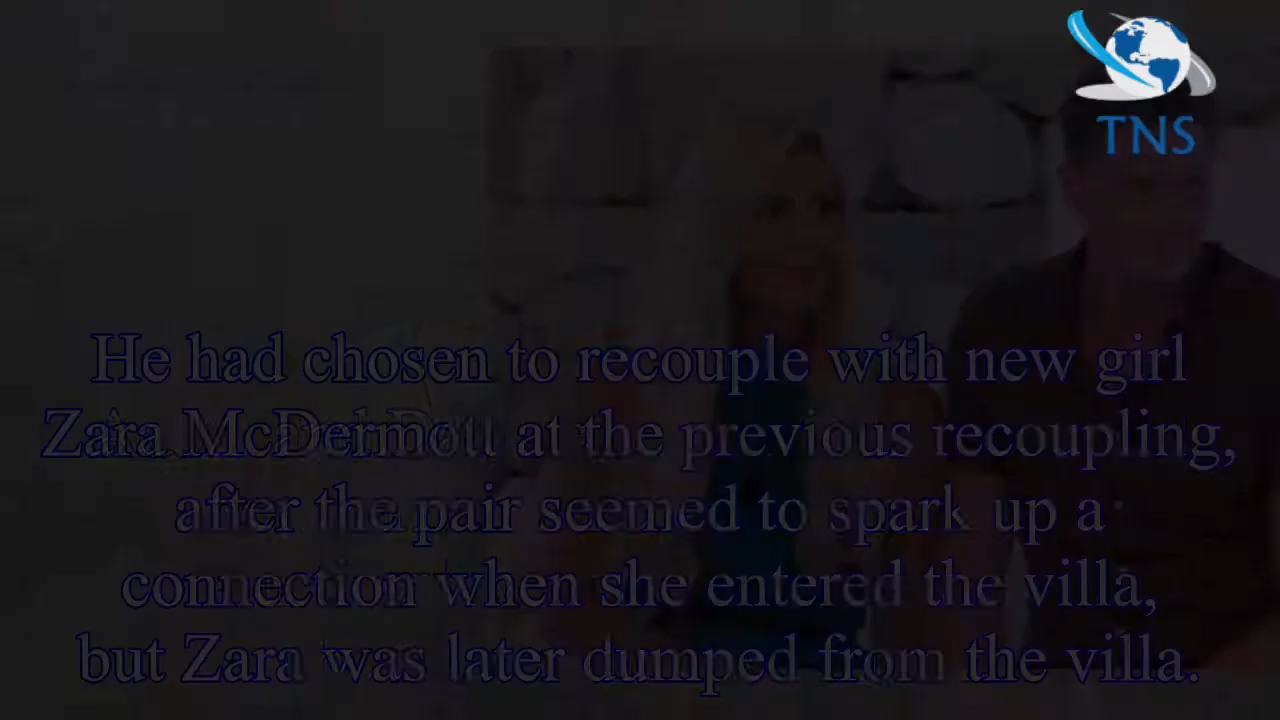 TNS
He had chosen to recouple with new girl
Zara McDermott at the previous recoupling,
after the pair seemed to spark up a
connection when she entered the villa,
but Zara was later dumped from the villa.